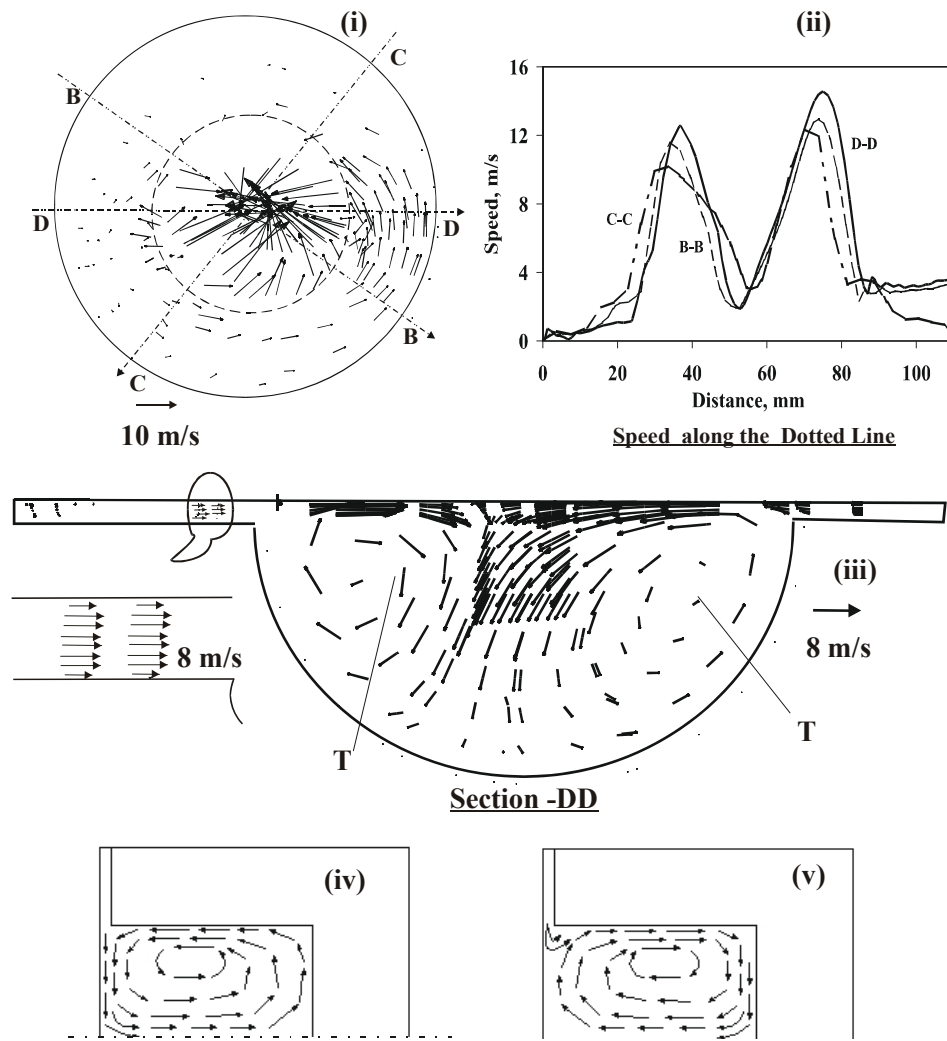 (i)
C
B
D
D
B
C
10 m/s
(ii)
16
12
8
4
0
Speed, m/s
D-D
C-C
B-B
0 20 40 60 80 100
Distance, mm
Speed along the Dotted Line
(iii)
8 m/s
8 m/s
T
T
Section -DD
(iv)
(v)